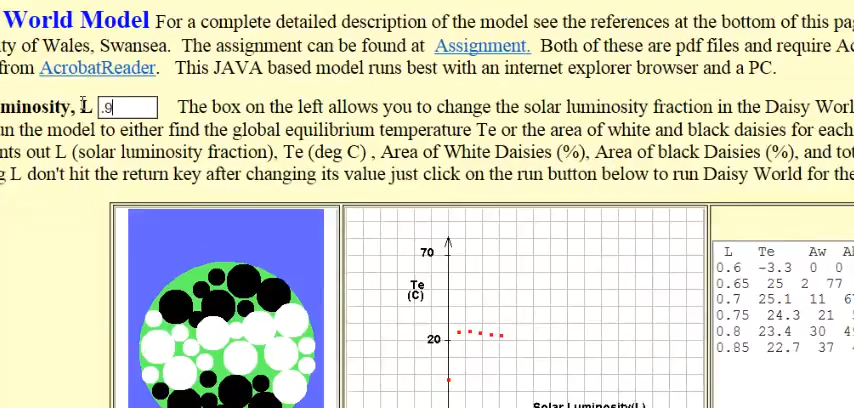 World Model For a complete detailed description of the model see the references at the bottom of this pa
ty of Wales, Swansea. The assignment can be found at Assignment. Both of these are pdf files and require Ac
from AcrobatReader. This JAVA based model runs best with an internet explorer browser and a PC.
minosity, L .9 The box on the left allows you to change the solar luminosity fraction in the Daisy Worl
un the model to either find the global equilibrium temperature Te or the area of white and black daisies for each
nts out L (solar luminosity fraction), Te (deg C) , Area of White Daisies (%), Area of black Daisies (%), and tot
g L don't hit the return key after changing its value just click on the run button below to run Daisy World for the
70
Te
(C)
20
Solar Luminosity(L)
L Te Aw A
0.6 -3.3 0 0
0.65 25 2 77
0.7 25.1 11 6
0.75 24.3 21
0.8 23.4 30 4
0.85 22.7 37